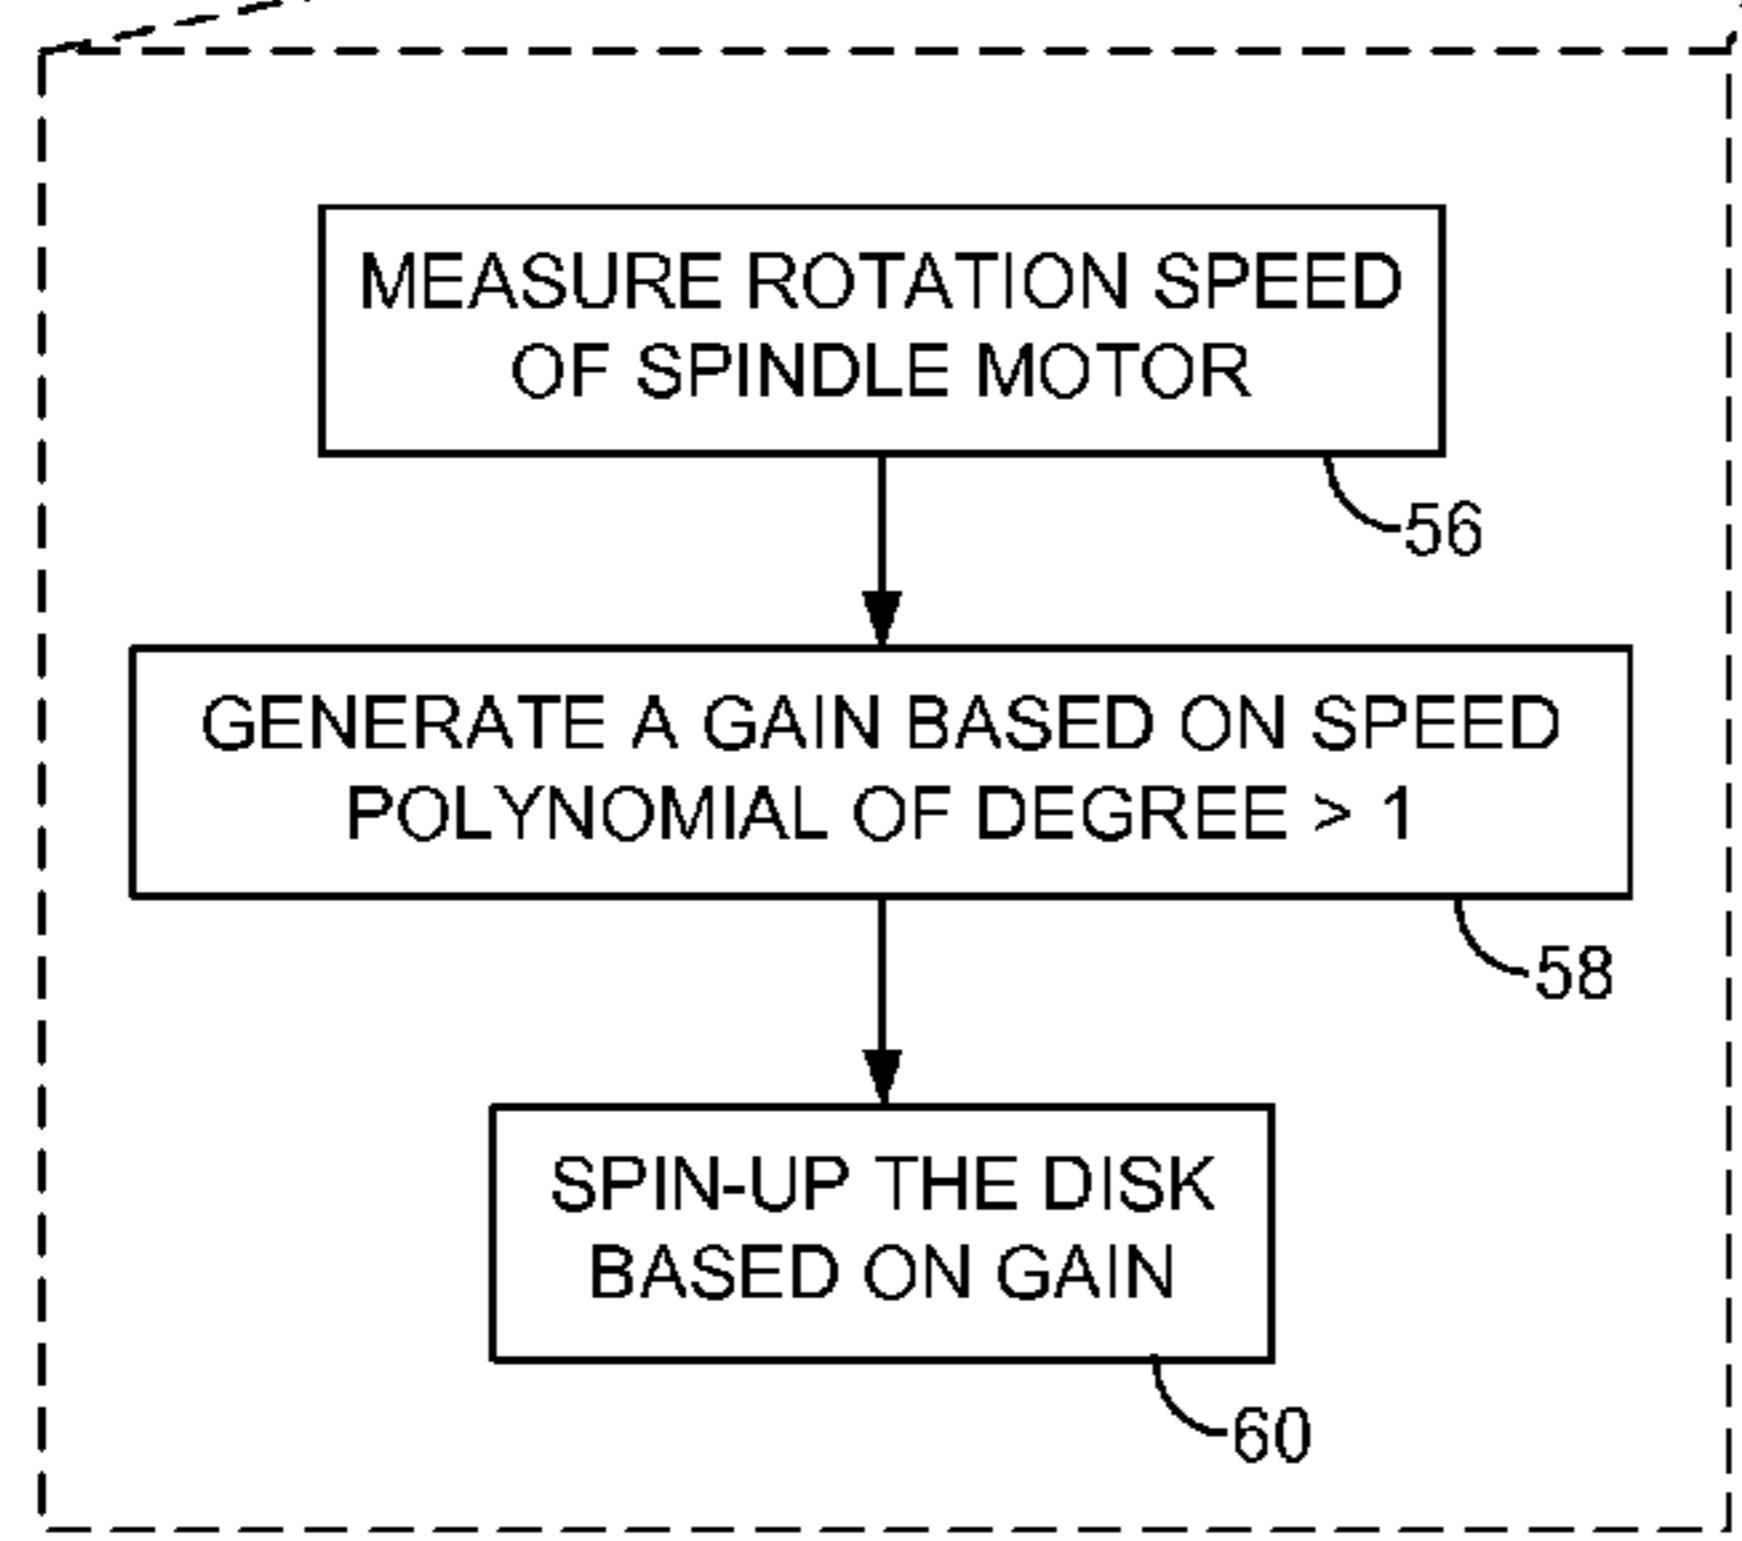 MEASURE ROTATION SPEED
OF SPINDLE MOTOR
56
GENERATE A GAIN BASED ON SPEED
POLYNOMIAL OF DEGREE > 1
58
SPIN-UP THE DISK
BASED ON GAIN
60